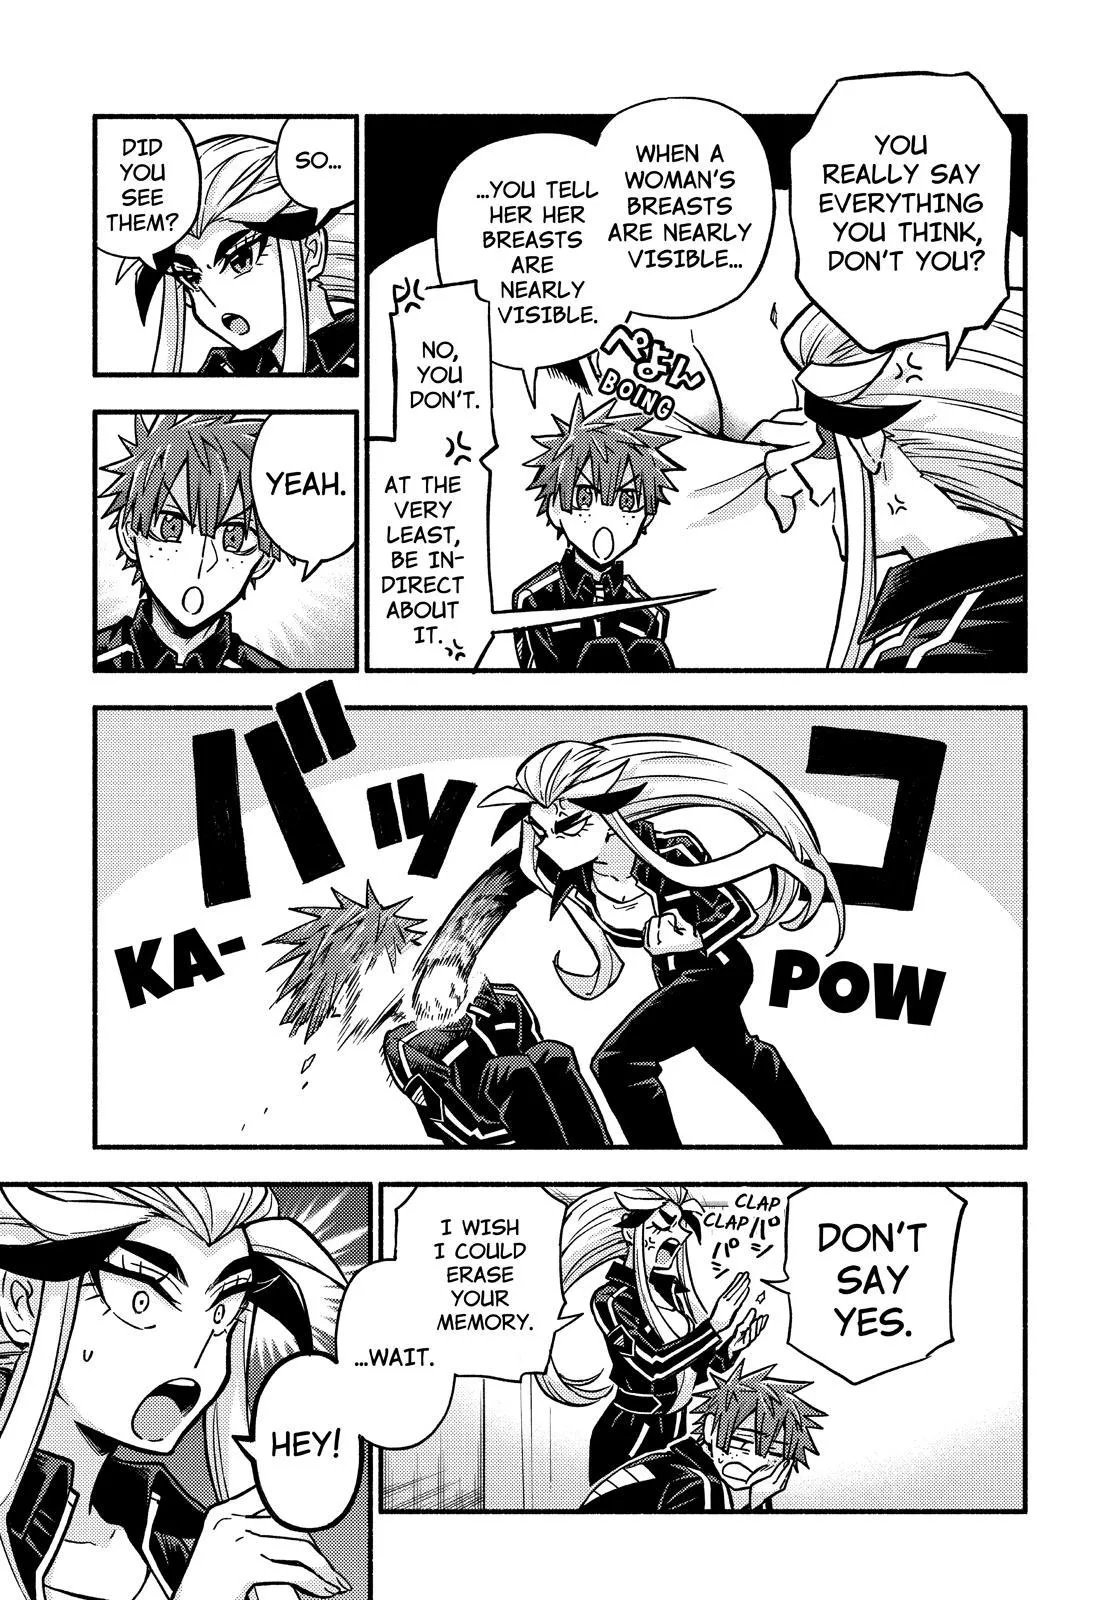 YOU
REALLY SAY
EVERYTHING
YOU THINK,
DON'T YOU?
WHEN A
WOMAN'S
BREASTS
ARE NEARLY
VISIBLE...
...YOU TELL
HER HER
BREASTS
ARE
NEARLY
VISIBLE.
ぺよん
BOING
NO,
YOU
DON'T.
AT THE
VERY
LEAST,
BE IN-
DIRECT
ABOUT
IT.
SO...
DID
YOU
SEE
THEM?
YEAH.
バッコ
KA-
POW
DON'T
SAY
YES.
CLAP
CLAP
パシ
パシ
I WISH
I COULD
ERASE
YOUR
MEMORY.
...WAIT.
HEY!